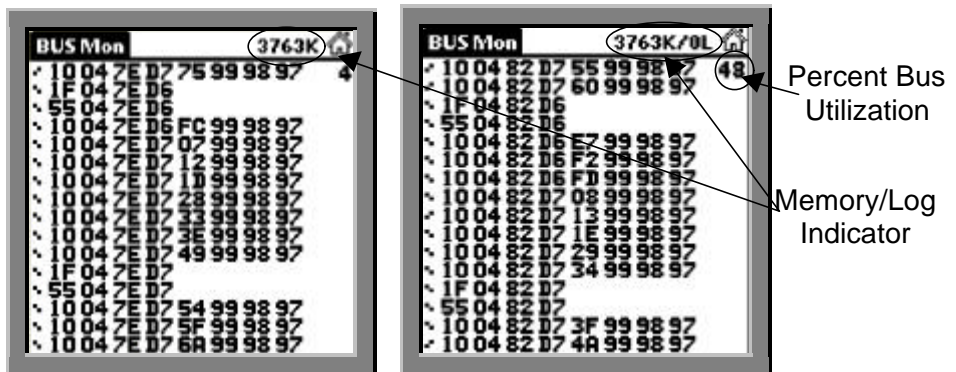 BUS Mon 3763K
10 04 7E D7 75 99 98 97 4
1F 04 7E D6
55 04 7E D6
10 04 7E D6 FC 99 98 97
10 04 7E D7 07 99 98 97
10 04 7E D7 12 99 98 97
10 04 7E D7 1D 99 98 97
10 04 7E D7 28 99 98 97
10 04 7E D7 33 99 98 97
10 04 7E D7 3E 99 98 97
10 04 7E D7 49 99 98 97
1F 04 7E D7
55 04 7E D7
10 04 7E D7 54 99 98 97
10 04 7E D7 5F 99 98 97
10 04 7E D7 6A 99 98 97
BUS Mon 3763K/0L
10 04 82 D7 55 99 98 97 48
10 04 82 D7 60 99 98 97
1F 04 82 D6
55 04 82 D6
10 04 82 D6 E7 99 98 97
10 04 82 D6 F2 99 98 97
10 04 82 D6 FD 99 98 97
10 04 82 D7 08 99 98 97
10 04 82 D7 13 99 98 97
10 04 82 D7 1E 99 98 97
10 04 82 D7 29 99 98 97
10 04 82 D7 34 99 98 97
1F 04 82 D7
55 04 82 D7
10 04 82 D7 3F 99 98 97
10 04 82 D7 4A 99 98 97
Percent Bus
Utilization
Memory/Log
Indicator